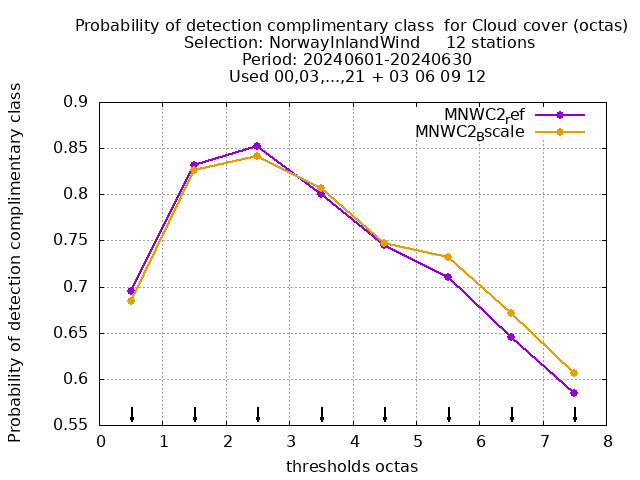 Probability of detection complimentary class  for Cloud cover (octas)
Selection: NorwayInlandWind     12 stations
Period: 20240601-20240630
Used 00,03,...,21 + 03 06 09 12
MNWC2ref
MNWC2Bscale
Probability of detection complimentary class
0.9
0.85
0.8
0.75
0.7
0.65
0.6
0.55
0 1 2 3 4 5 6 7 8
thresholds octas